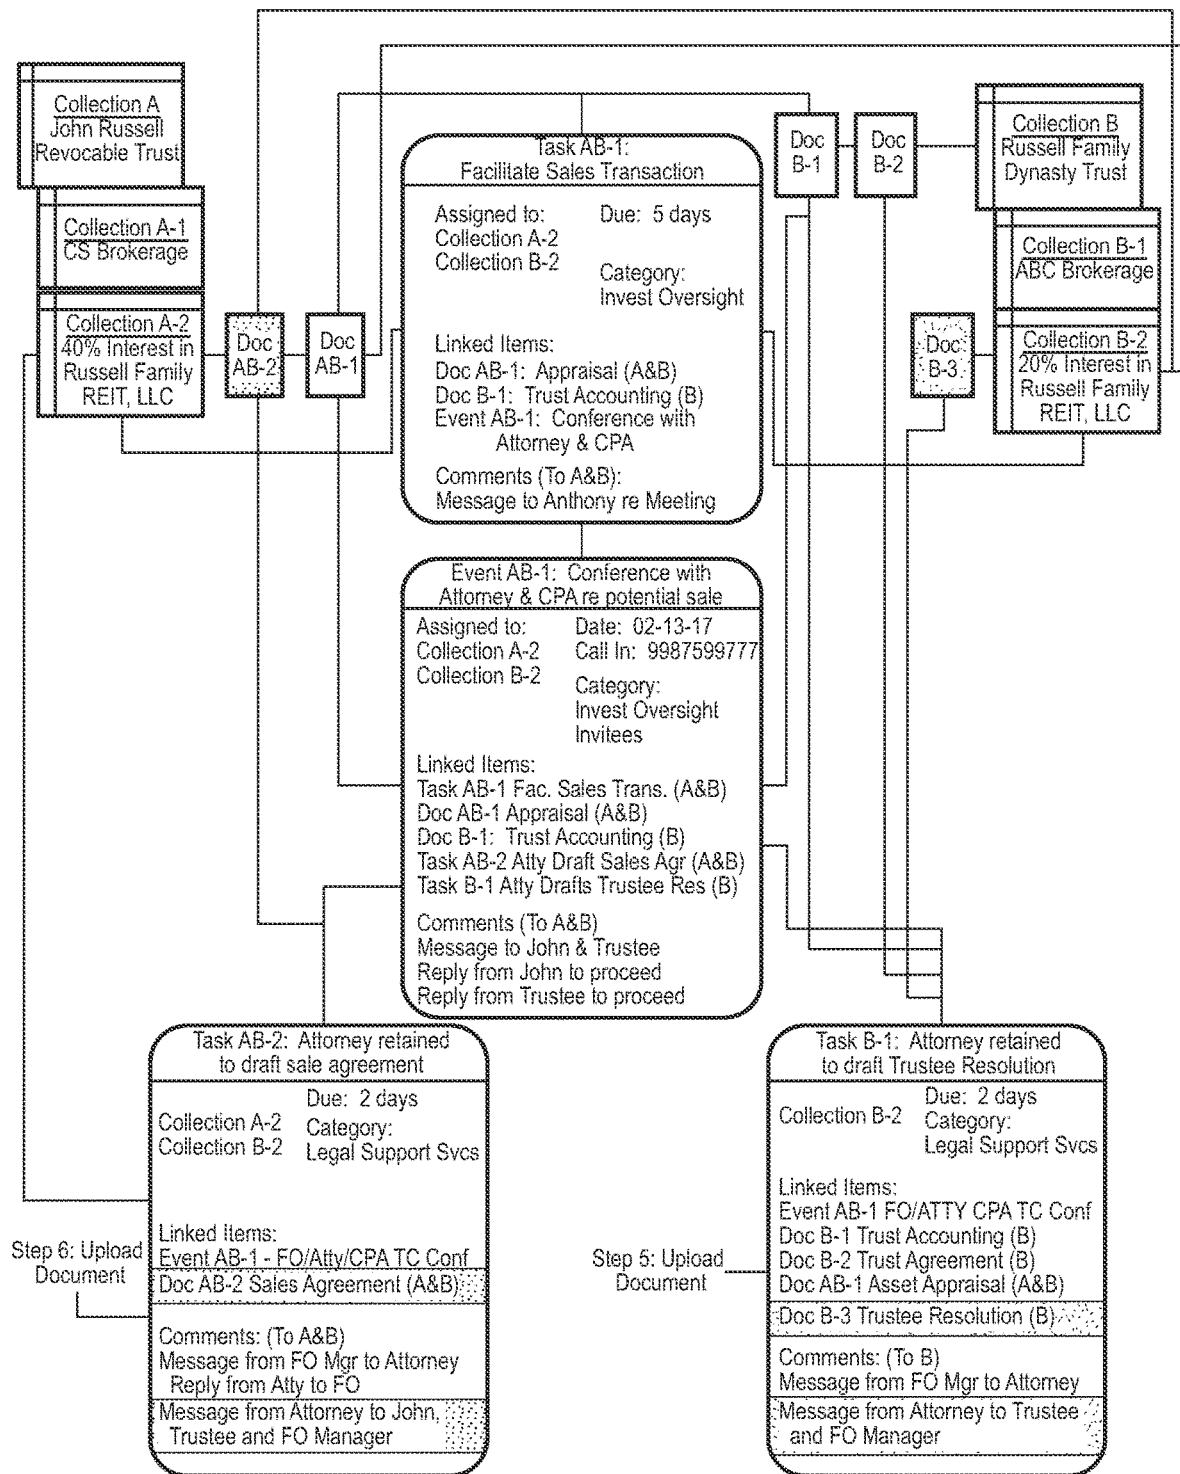 Collection A
John Russell
Revocable Trust
Collection A-1
CS Brokerage
Collection A-2
40% Interest in
Russell Family
REIT, LLC
Doc
AB-2
Doc
AB-1
Task AB-1:
Facilitate Sales Transaction
Assigned to:
Collection A-2
Collection B-2
Due: 5 days
Category:
Invest Oversight
Linked Items:
Doc AB-1: Appraisal (A&B)
Doc B-1: Trust Accounting (B)
Event AB-1: Conference with
Attorney & CPA
Comments (To A&B):
Message to Anthony re Meeting
Doc
B-1
Doc
B-2
Collection B
Russell Family
Dynasty Trust
Collection B-1
ABC Brokerage
Doc
B-3
Collection B-2
20% Interest in
Russell Family
REIT, LLC
Event AB-1: Conference with
Attorney & CPA re potential sale
Assigned to:
Collection A-2
Collection B-2
Date: 02-13-17
Call In: 9987599777
Category:
Invest Oversight
Invitees
Linked Items:
Task AB-1 Fac. Sales Trans. (A&B)
Doc AB-1 Appraisal (A&B)
Doc B-1: Trust Accounting (B)
Task AB-2 Atty Draft Sales Agr (A&B)
Task B-1 Atty Drafts Trustee Res (B)
Comments (To A&B)
Message to John & Trustee
Reply from John to proceed
Reply from Trustee to proceed
Task AB-2: Attorney retained
to draft sale agreement
Collection A-2
Collection B-2
Due: 2 days
Category:
Legal Support Svcs
Linked Items:
Event AB-1 - FO/Atty/CPA TC Conf
Doc AB-2 Sales Agreement (A&B)
Comments: (To A&B)
Message from FO Mgr to Attorney
Reply from Atty to FO
Message from Attorney to John,
Trustee and FO Manager
Step 6: Upload
Document
Step 5: Upload
Document
Task B-1: Attorney retained
to draft Trustee Resolution
Collection B-2
Due: 2 days
Category:
Legal Support Svcs
Linked Items:
Event AB-1 FO/ATTY CPA TC Conf
Doc B-1 Trust Accounting (B)
Doc B-2 Trust Agreement (B)
Doc AB-1 Asset Appraisal (A&B)
Doc B-3 Trustee Resolution (B)
Comments: (To B)
Message from FO Mgr to Attorney
Message from Attorney to Trustee
and FO Manager